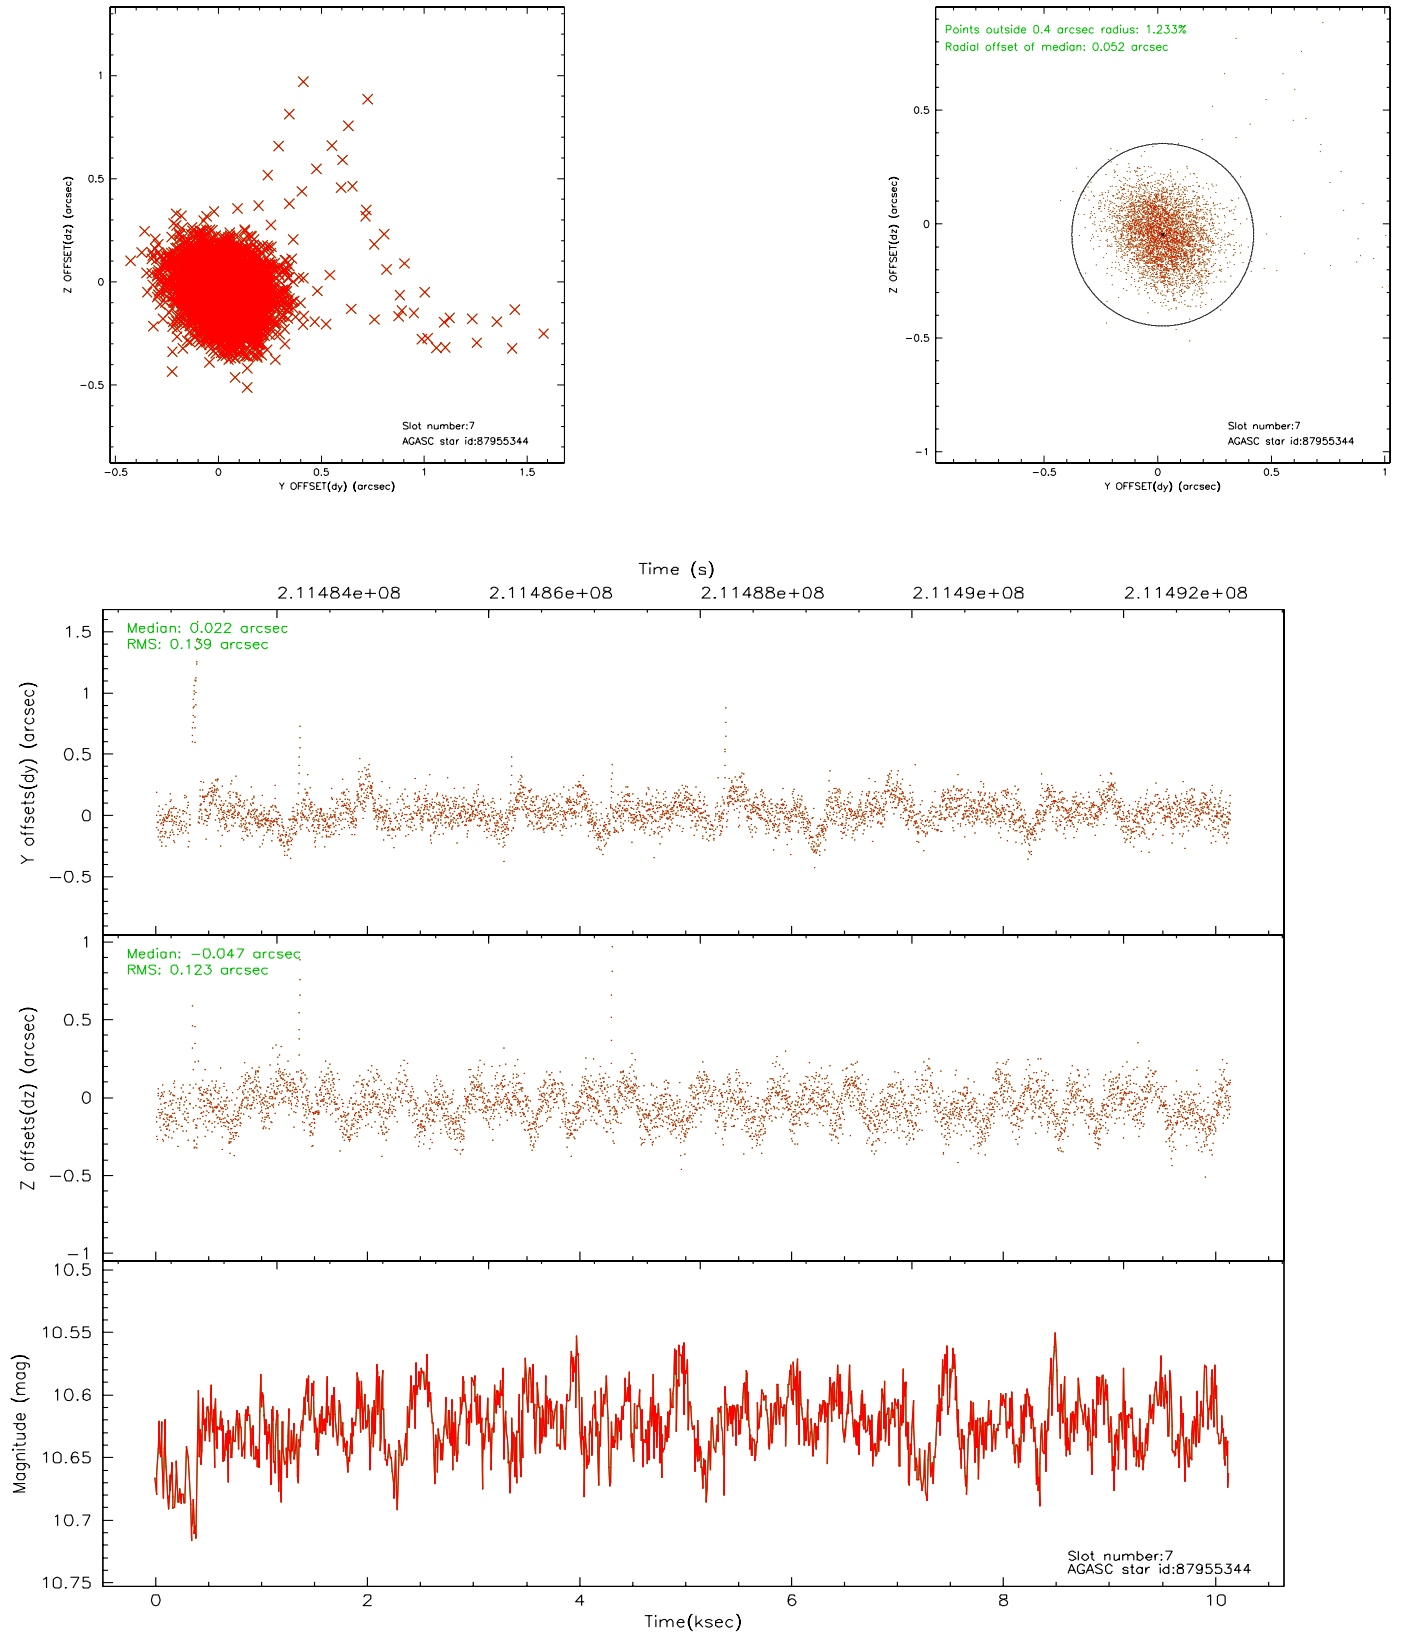 1
0.5
0
−0.5
Z OFFSET(dz) (arcsec)
−0.5 0 0.5 1 1.5
Y OFFSET(dy) (arcsec)
Slot number:7
AGASC star id:87955344
Points outside 0.4 arcsec radius: 1.233%
Radial offset of median: 0.052 arcsec
0.5
0
−0.5
−1
Z OFFSET(dz) (arcsec)
−0.5 0 0.5 1
Y OFFSET(dy) (arcsec)
Slot number:7
AGASC star id:87955344
Time (s)
2.11484e+08 2.11486e+08 2.11488e+08 2.1149e+08 2.11492e+08
Median: 0.022 arcsec
RMS: 0.139 arcsec
1.5
1
0.5
0
−0.5
Y offsets(dy) (arcsec)
Median: −0.047 arcsec
RMS: 0.123 arcsec
1
0.5
0
−0.5
−1
Z offsets(dz) (arcsec)
10.5
10.55
10.6
10.65
10.7
10.75
Magnitude (mag)
Slot number:7
AGASC star id:87955344
0 2 4 6 8 10
Time(ksec)